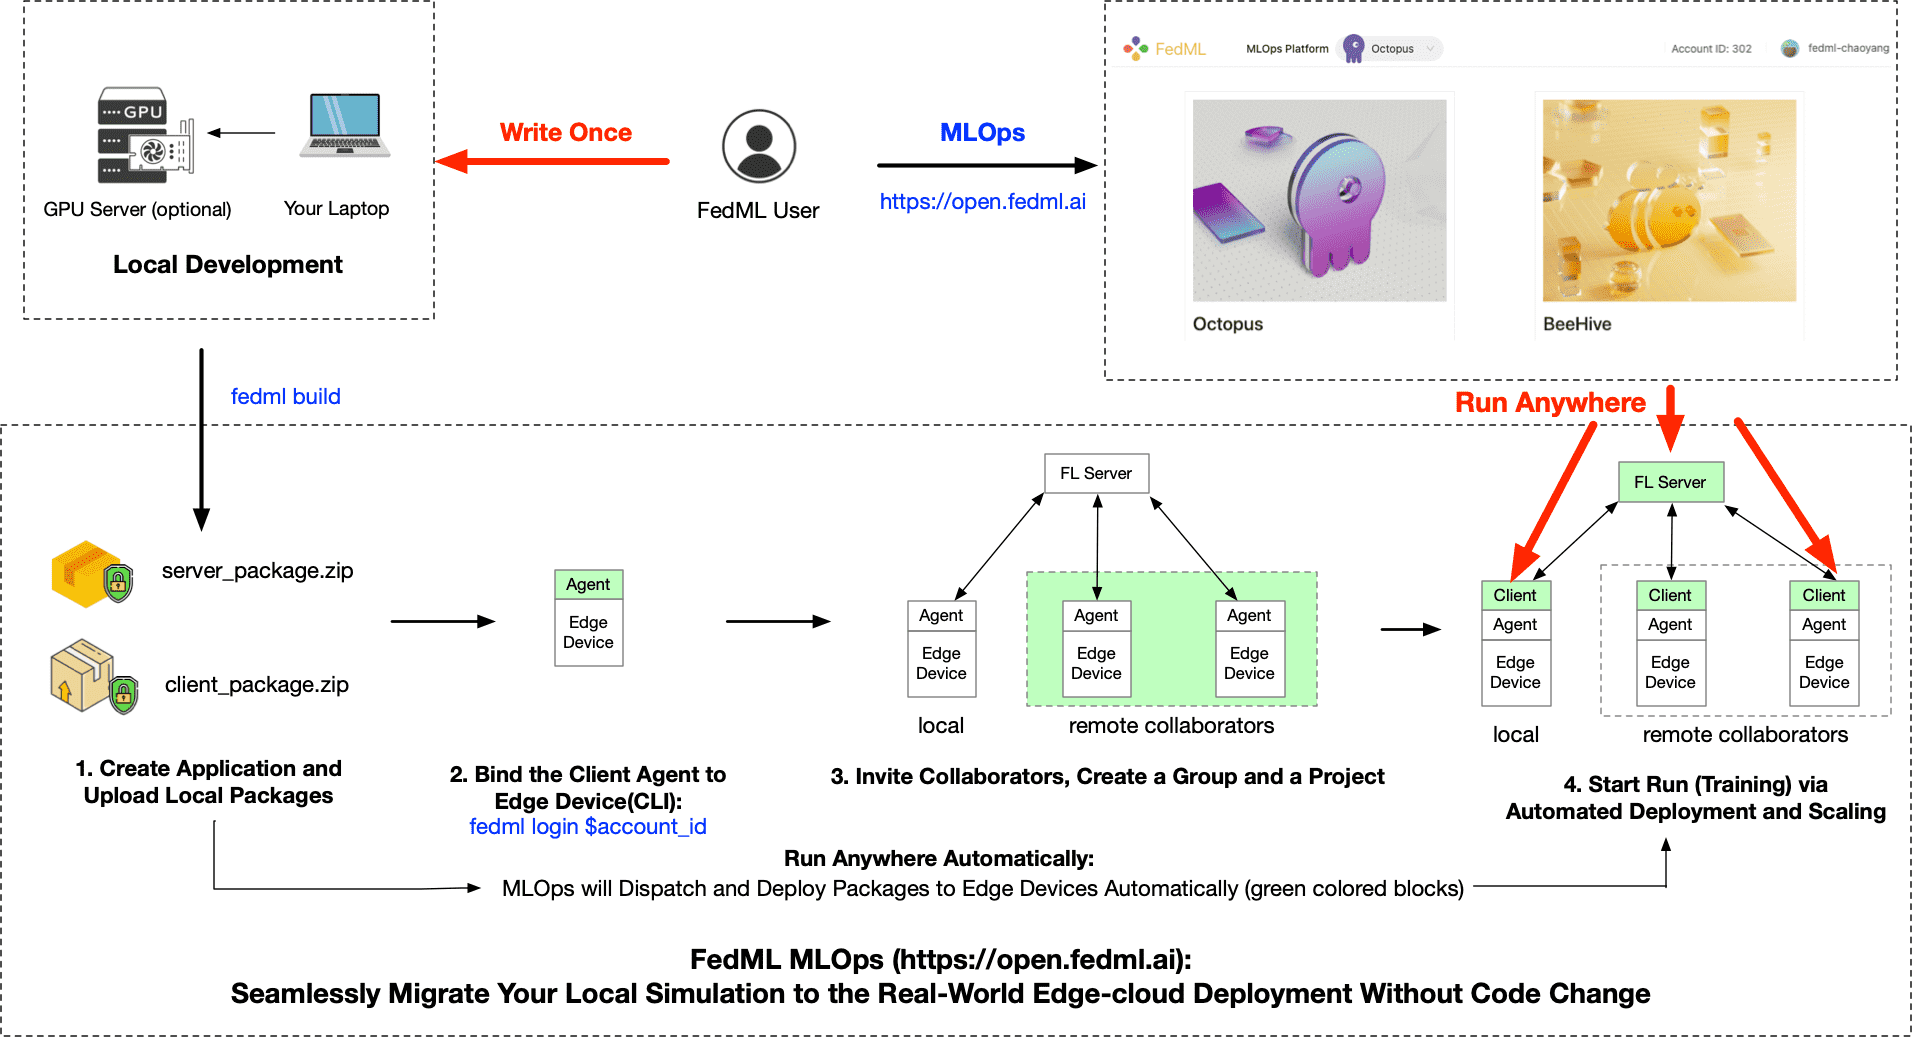 GPU
GPU Server (optional)
Your Laptop
Local Development
Write Once
FedML User
MLOps
https://open.fedml.ai
FedML
MLOps Platform
Octopus
Account ID: 302
fedml-chaoyang
Octopus
BeeHive
fedml build
Run Anywhere
server_package.zip
client_package.zip
1. Create Application and
Upload Local Packages
Agent
Edge
Device
2. Bind the Client Agent to
Edge Device(CLI):
fedml login $account_id
FL Server
Agent
Edge
Device
local
Agent
Edge
Device
Agent
Edge
Device
remote collaborators
3. Invite Collaborators, Create a Group and a Project
FL Server
Client
Agent
Edge
Device
local
Client
Agent
Edge
Device
Client
Agent
Edge
Device
remote collaborators
4. Start Run (Training) via
Automated Deployment and Scaling
Run Anywhere Automatically:
MLOps will Dispatch and Deploy Packages to Edge Devices Automatically (green colored blocks)
FedML MLOps (https://open.fedml.ai):
Seamlessly Migrate Your Local Simulation to the Real-World Edge-cloud Deployment Without Code Change